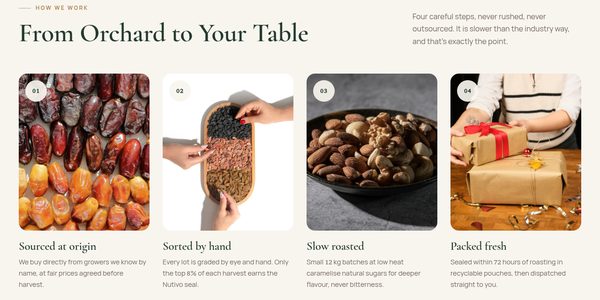 HOW WE WORK
From Orchard to Your Table
Four careful steps, never rushed, never
outsourced. It is slower than the industry way,
and that's exactly the point.
01
02
03
04
Sourced at origin
We buy directly from growers we know by
name, at fair prices agreed before
harvest.
Sorted by hand
Every lot is graded by eye and hand. Only
the top 8% of each harvest earns the
Nutivo seal.
Slow roasted
Small 12 kg batches at low heat
caramelise natural sugars for deeper
flavour, never bitterness.
Packed fresh
Sealed within 72 hours of roasting in
recyclable pouches, then dispatched
straight to you.